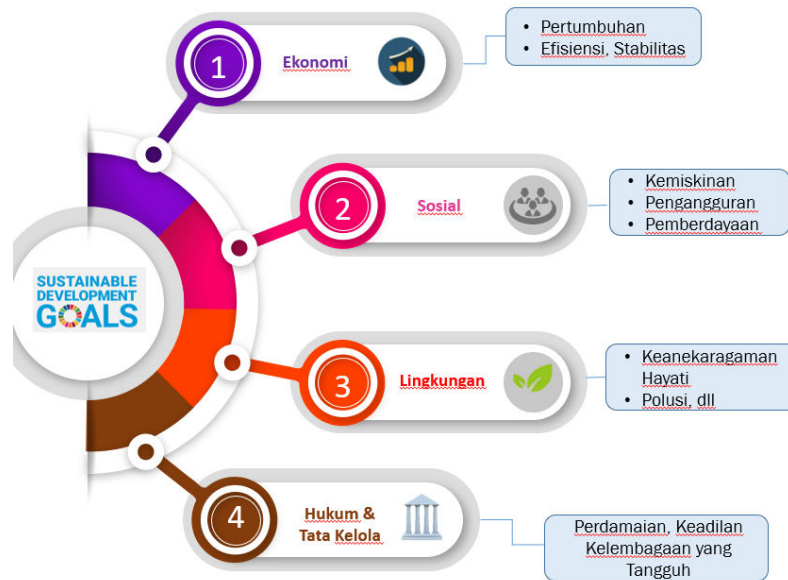 1
Ekonomi
• Pertumbuhan
• Efisiensi, Stabilitas
2
Sosial
• Kemiskinan
• Pengangguran
• Pemberdayaan
SUSTAINABLE
DEVELOPMENT
GOALS
3
Lingkungan
• Keanekaragaman
Hayati
• Polusi, dll
4
Hukum &
Tata Kelola
Perdamaian, Keadilan
Kelembagaan yang
Tangguh